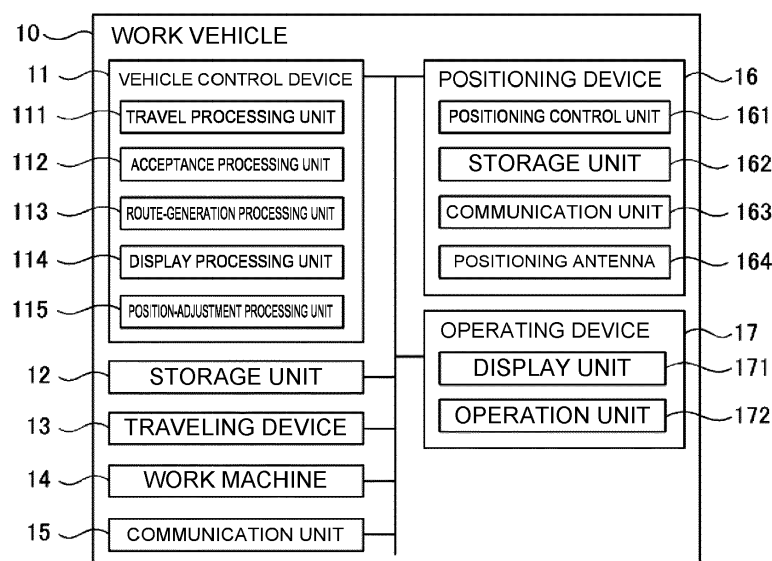 10 WORK VEHICLE
11 VEHICLE CONTROL DEVICE
111 TRAVEL PROCESSING UNIT
112 ACCEPTANCE PROCESSING UNIT
113 ROUTE-GENERATION PROCESSING UNIT
114 DISPLAY PROCESSING UNIT
115 POSITION-ADJUSTMENT PROCESSING UNIT
12 STORAGE UNIT
13 TRAVELING DEVICE
14 WORK MACHINE
15 COMMUNICATION UNIT
POSITIONING DEVICE 16
POSITIONING CONTROL UNIT 161
STORAGE UNIT 162
COMMUNICATION UNIT 163
POSITIONING ANTENNA 164
OPERATING DEVICE 17
DISPLAY UNIT 171
OPERATION UNIT 172